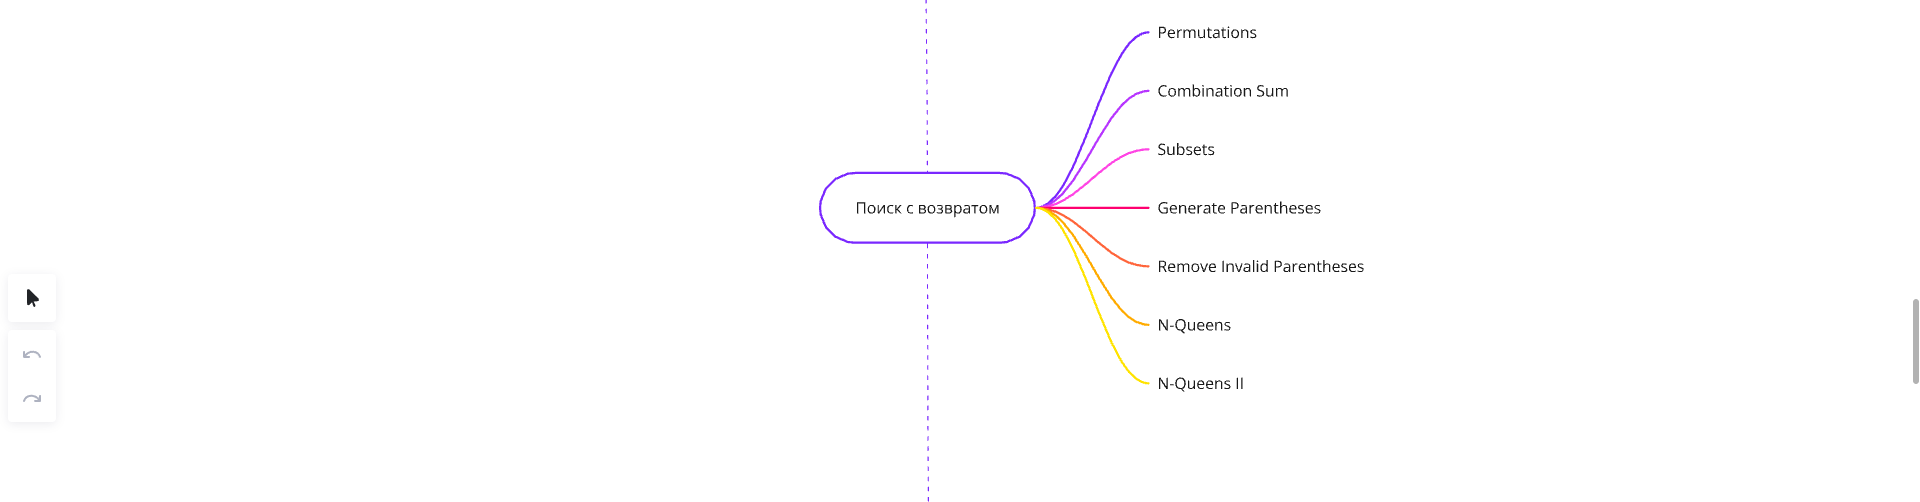 Permutations
Combination Sum
Subsets
Поиск с возвратом
Generate Parentheses
Remove Invalid Parentheses
N-Queens
N-Queens II